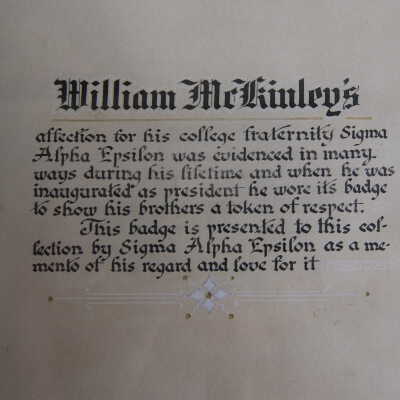 William McKinley's
affection for his college fraternity Sigma
Alpha Epsilon was evidenced in many
ways during his lifetime and when he was
inaugurated as president he wore its badge
to show his brothers a token of respect.
This badge is presented to this col-
lection by Sigma Alpha Epsilon as a me-
mento of his regard and love for it